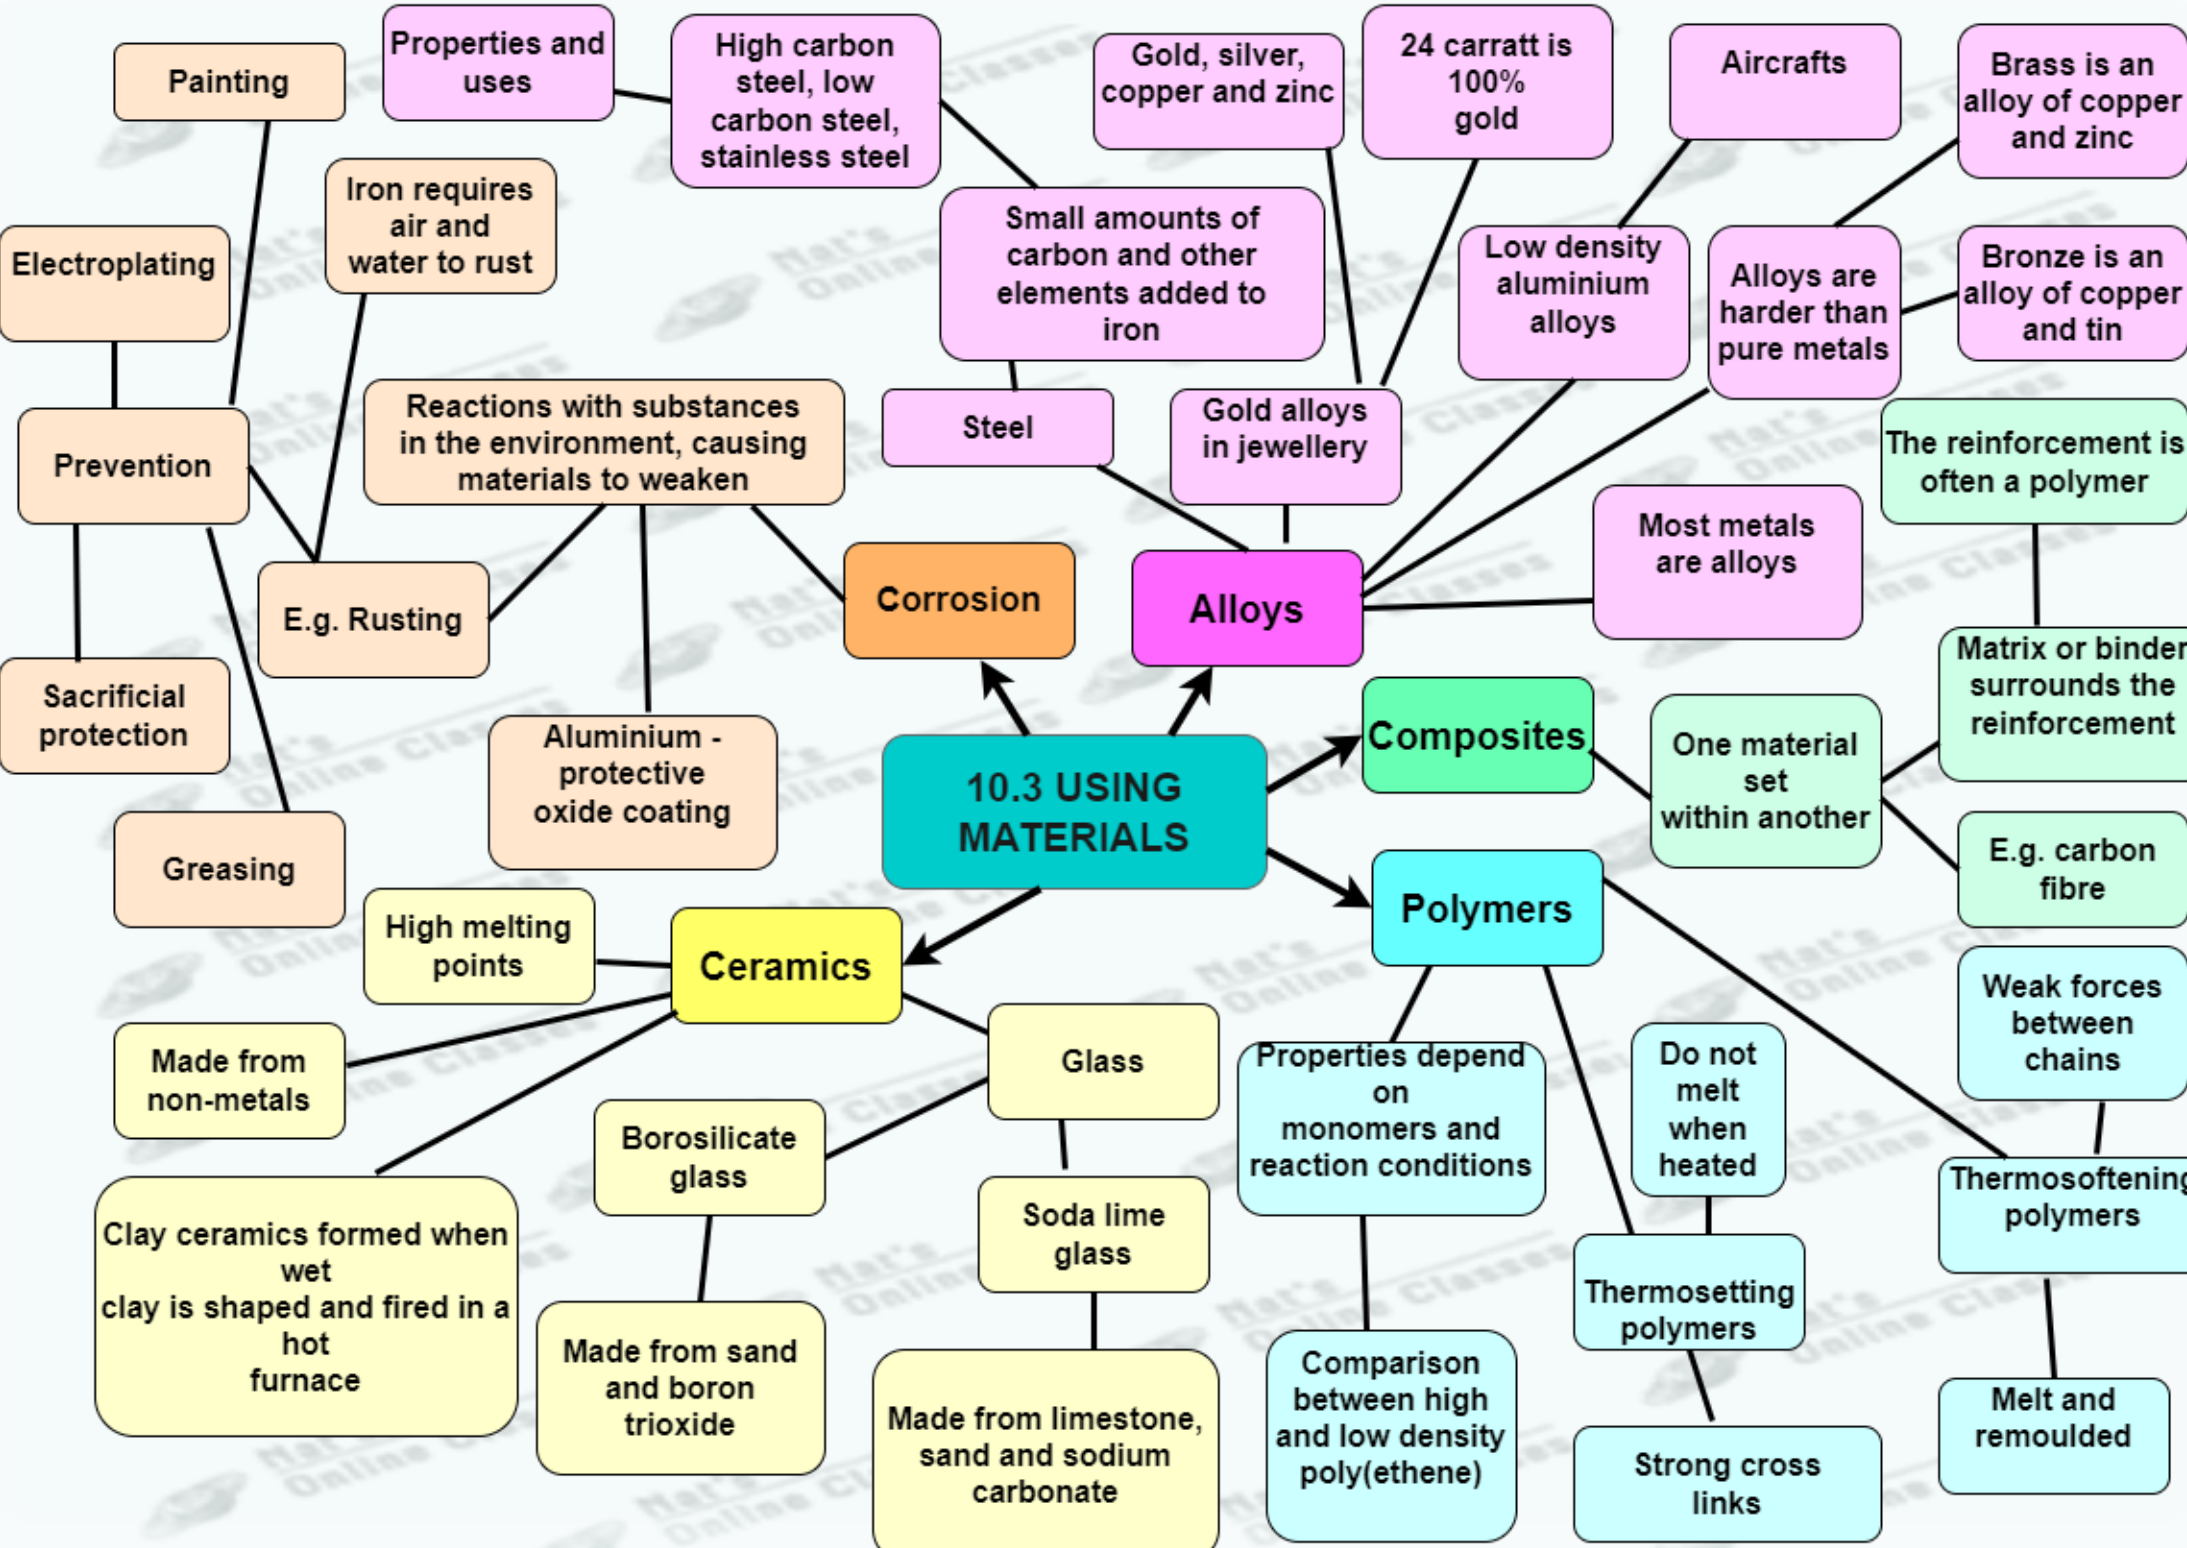 Painting
Properties and
uses
High carbon
steel, low
carbon steel,
stainless steel
Gold, silver,
copper and zinc
24 carratt is
100%
gold
Aircrafts
Brass is an
alloy of copper
and zinc
Electroplating
Iron requires
air and
water to rust
Small amounts of
carbon and other
elements added to
iron
Low density
aluminium
alloys
Alloys are
harder than
pure metals
Bronze is an
alloy of copper
and tin
Prevention
Reactions with substances
in the environment, causing
materials to weaken
Steel
Gold alloys
in jewellery
Most metals
are alloys
The reinforcement is
often a polymer
E.g. Rusting
Corrosion
Alloys
Sacrificial
protection
Aluminium -
protective
oxide coating
Greasing
10.3 USING
MATERIALS
Composites
One material
set
within another
Matrix or binder
surrounds the
reinforcement
E.g. carbon
fibre
High melting
points
Ceramics
Polymers
Made from
non-metals
Glass
Properties depend
on
monomers and
reaction conditions
Do not
melt
when
heated
Weak forces
between
chains
Clay ceramics formed when
wet
clay is shaped and fired in a
hot
furnace
Borosilicate
glass
Soda lime
glass
Thermosetting
polymers
Thermosoftening
polymers
Made from sand
and boron
trioxide
Made from limestone,
sand and sodium
carbonate
Comparison
between high
and low density
poly(ethene)
Strong cross
links
Melt and
remoulded
Nat's
Online Classes